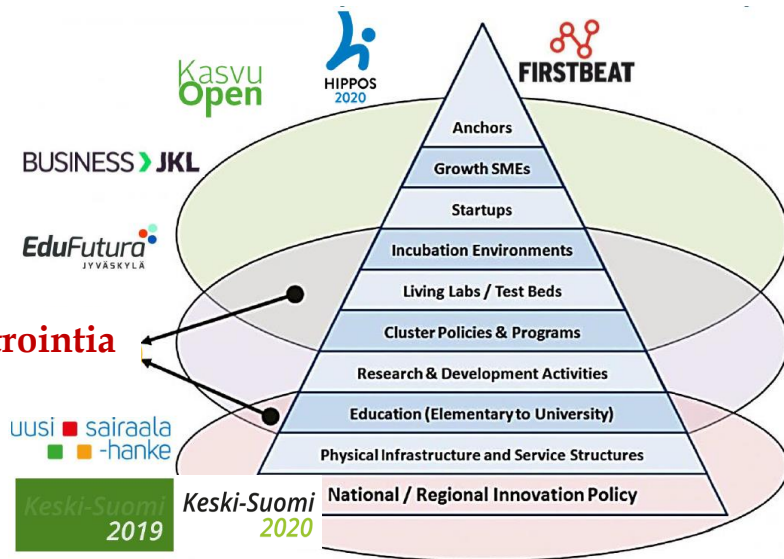 Kasvu
Open
HIPPOS
2020
FIRSTBEAT
BUSINESS JKL
EduFutura
JYVÄSKYLÄ
Anchors
Growth SMEs
Startups
Incubation Environments
Living Labs / Test Beds
Cluster Policies & Programs
rointia
Research & Development Activities
Education (Elementary to University)
uusi sairaala
-hanke
Physical Infrastructure and Service Structures
National / Regional Innovation Policy
Keski-Suomi
2019
Keski-Suomi
2020